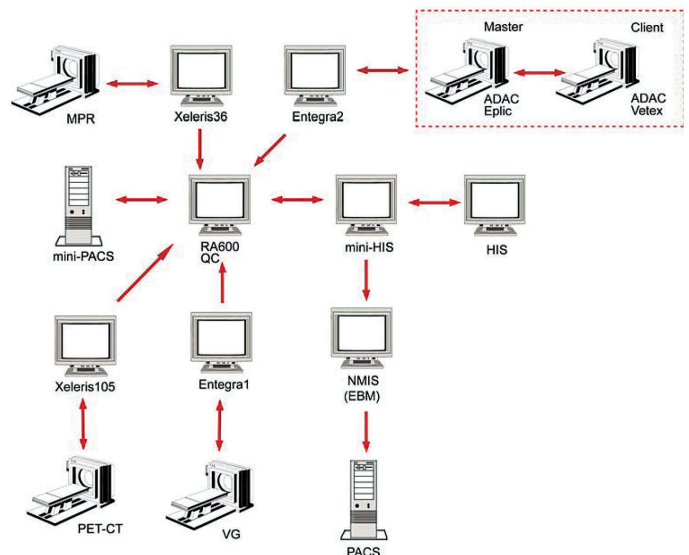 Master
Client
MPR
Xeleris36
Entegra2
ADAC
Eplic
ADAC
Vetex
mini-PACS
RA600
QC
mini-HIS
HIS
Xeleris105
Entegra1
NMIS
(EBM)
PET-CT
VG
PACS